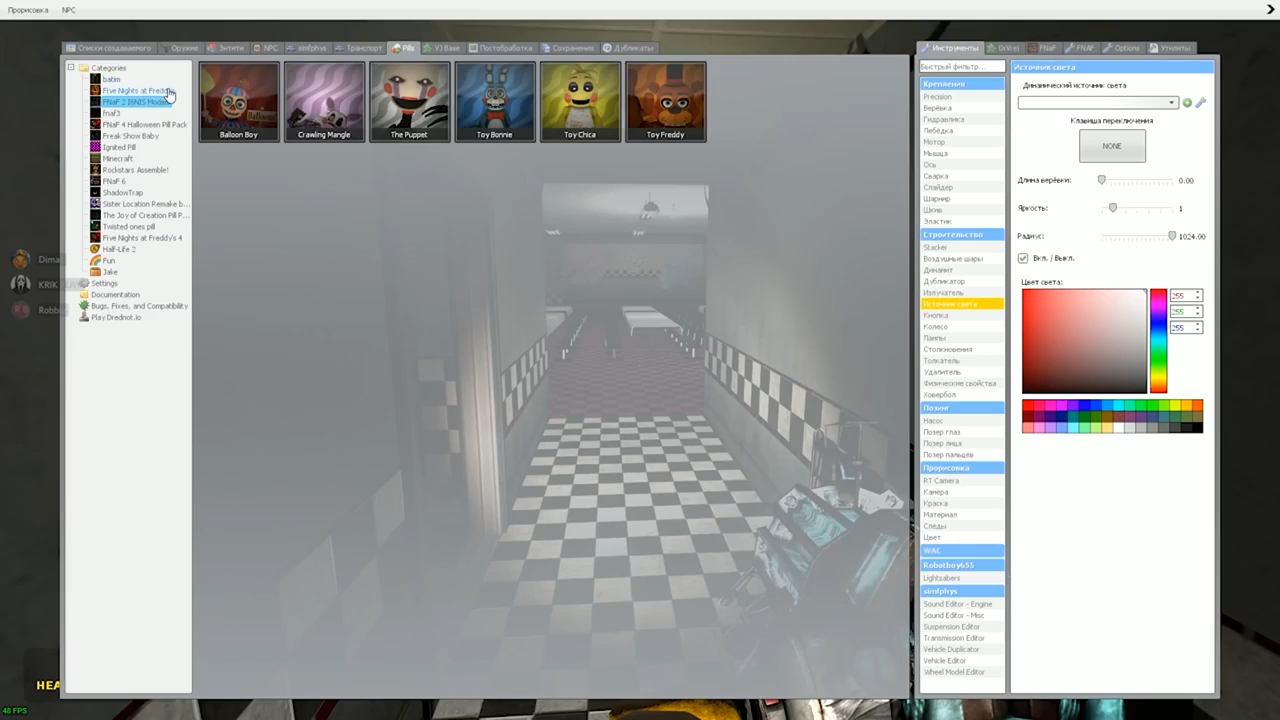 Прорисовка NPC
Списки создаваемого Оружие Энтити NPC simfphys Транспорт Pills VJ Base Постобработка Сохранения Дубликаты
Инструменты Drive) FNaF FNAF Options Утилиты
Categories
batim
Five Nights at Freddy
FNaF 2 IGNIS Models
fnaf3
FNAF 4 Halloween Pill Pack
Freak Show Baby
Ignited Pill
Minecraft
Rockstars Assemble!
FNaF 6
ShadowTrap
Sister Location Remake b...
The Joy of Creation Pill P...
Twisted ones pill
Five Nights at Freddy's 4
Half-Life 2
Fun
Jake
Settings
Documentation
Bugs, Fixes, and Compatibility
Play Drednot.io
Balloon Boy
Crawling Mangle
The Puppet
Toy Bonnie
Toy Chica
Toy Freddy
Dima
KRIK
Robb
HEA
48 FPS
Быстрый фильтр...
Крепления
Precision
Верёвка
Гидравлика
Лебёдка
Мотор
Мышца
Ось
Сварка
Слайдер
Шарнир
Шкив
Эластик
Строительство
Stacker
Воздушные шары
Динамит
Дубликатор
Излучатель
Источник света
Кнопка
Колесо
Лампы
Столкновения
Толкатель
Удалитель
Физические свойства
Ховербол
Позинг
Насос
Позер глаз
Позер лица
Позер пальцев
Прорисовка
RT Camera
Камера
Краска
Материал
Следы
Цвет
WAC
Robotboy655
Lightsabers
simfphys
Sound Editor - Engine
Sound Editor - Misc
Suspension Editor
Transmission Editor
Vehicle Duplicator
Vehicle Editor
Wheel Model Editor
Источник света
Динамический источник света
Клавиша переключения
NONE
Длина верёвки: 0.00
Яркость: 1
Радиус: 1024.00
Вкл. / Выкл.
Цвет света:
255
255
255